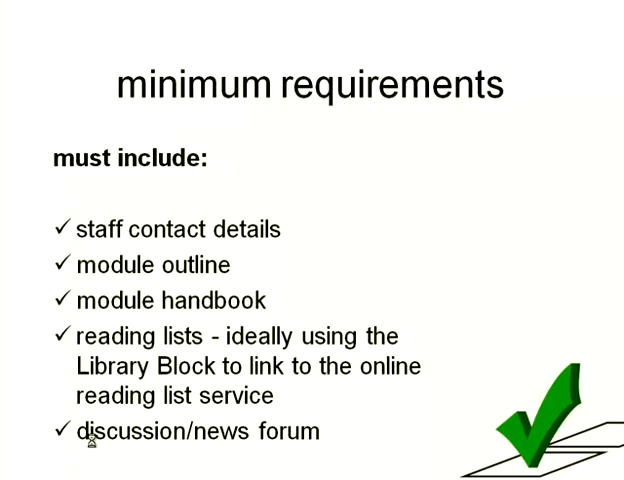 minimum requirements
must include:
✓ staff contact details
✓ module outline
✓ module handbook
✓ reading lists - ideally using the
Library Block to link to the online
reading list service
✓ discussion/news forum